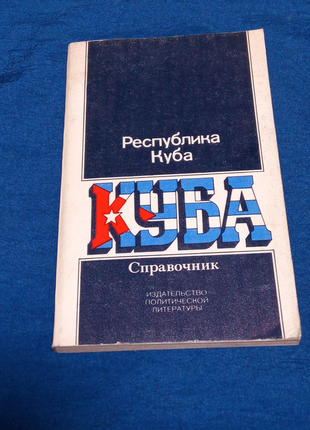 Республика
Куба
КУБА
Справочник
ИЗДАТЕЛЬСТВО
ПОЛИТИЧЕСКОЙ
ЛИТЕРАТУРЫ